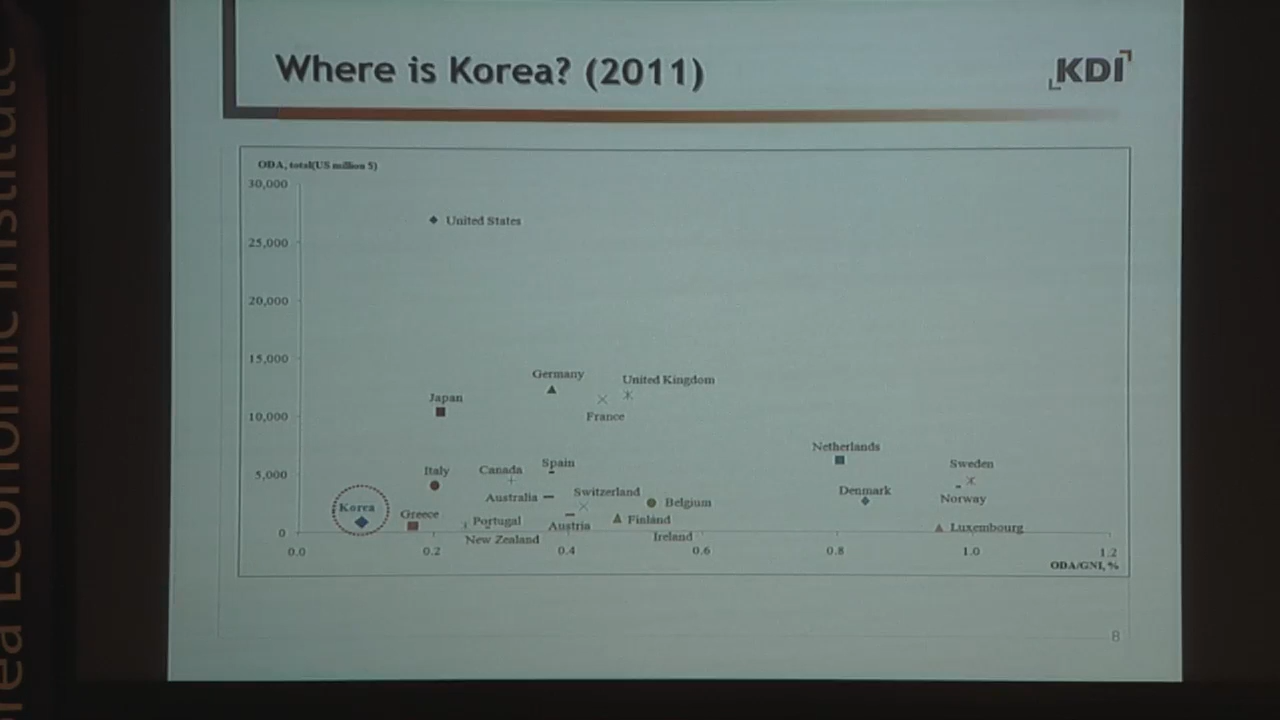 Korea Economic Institute
Where is Korea? (2011)
KDI
ODA, total(US million $)
30,000
United States
25,000
20,000
15,000
Germany
United Kingdom
Japan
10,000
France
Netherlands
Italy
Canada
Spain
Sweden
5,000
Australia
Switzerland
Belgium
Denmark
Norway
Korea
Greece
Portugal
Austria
Finland
Luxembourg
0
New Zealand
Ireland
0.0 0.2 0.4 0.6 0.8 1.0 1.2
ODA/GNI, %
8